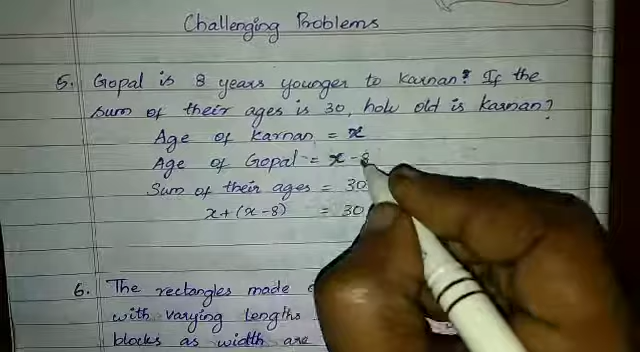 Challenging Problems
5. Gopal is 8 years younger to Karnan? If the
sum of their ages is 30, how old is Karnan?
Age of Karnan = x
Age of Gopal = x - 8
Sum of their ages = 30
x + (x - 8) = 30
6. The rectangles made
with varying lengths
blocks as width are